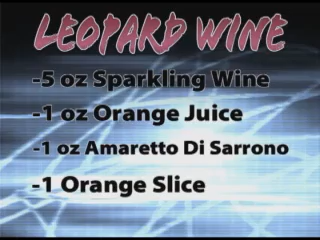 LEOPARD WINE
-5 oz Sparkling Wine
-1 oz Orange Juice
-1 oz Amaretto Di Sarrono
-1 Orange Slice